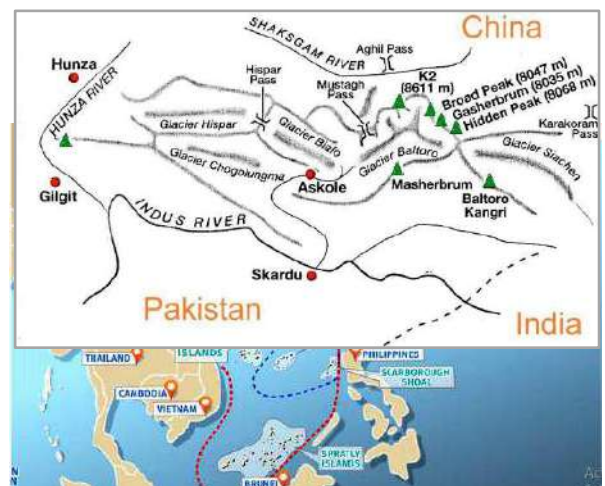 China
SHAKSGAM RIVER
Aghil Pass
Hunza
K2
(8611 m)
Hispar
Pass
Mustagh
Pass
Broad Peak (8047 m)
Gasherbrum (8035 m)
Hidden Peak (8068 m)
HUNZA RIVER
Karakoram
Pass
Glacier Hispar
Glacier Biafo
Glacier Baltoro
Glacier Siachen
Glacier Chogolungma
Askole
Masherbrum
Baltoro
Kangri
Gilgit
INDUS RIVER
Skardu
Pakistan
India
THAILAND
ISLANDS
PHILIPPINES
SCARBOROUGH
SHOAL
CAMBODIA
VIETNAM
SPRATLY
ISLANDS
BRUNEI